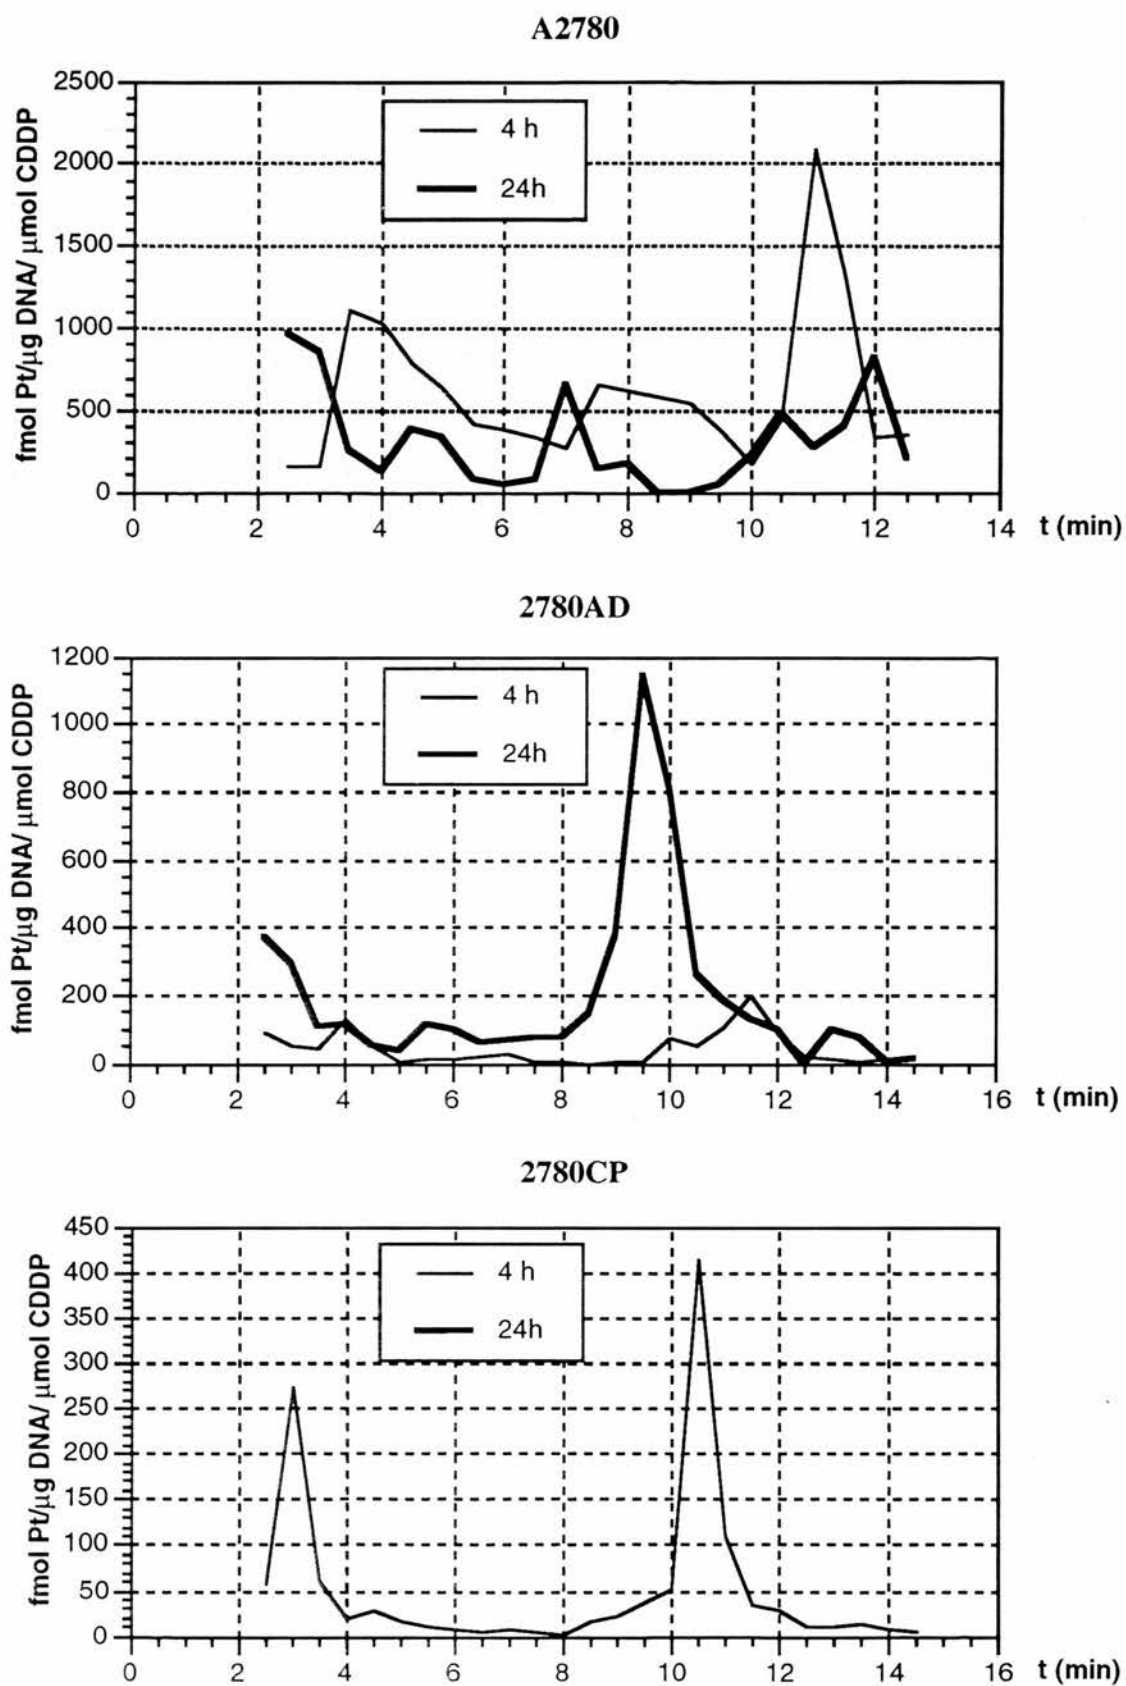 A2780
fmol Pt/µg DNA/ µmol CDDP
2500
2000
1500
1000
500
0
4 h
24h
0 2 4 6 8 10 12 14 t (min)
2780AD
fmol Pt/µg DNA/ µmol CDDP
1200
1000
800
600
400
200
0
4 h
24h
0 2 4 6 8 10 12 14 16 t (min)
2780CP
fmol Pt/µg DNA/ µmol CDDP
450
400
350
300
250
200
150
100
50
0
4 h
24h
0 2 4 6 8 10 12 14 16 t (min)